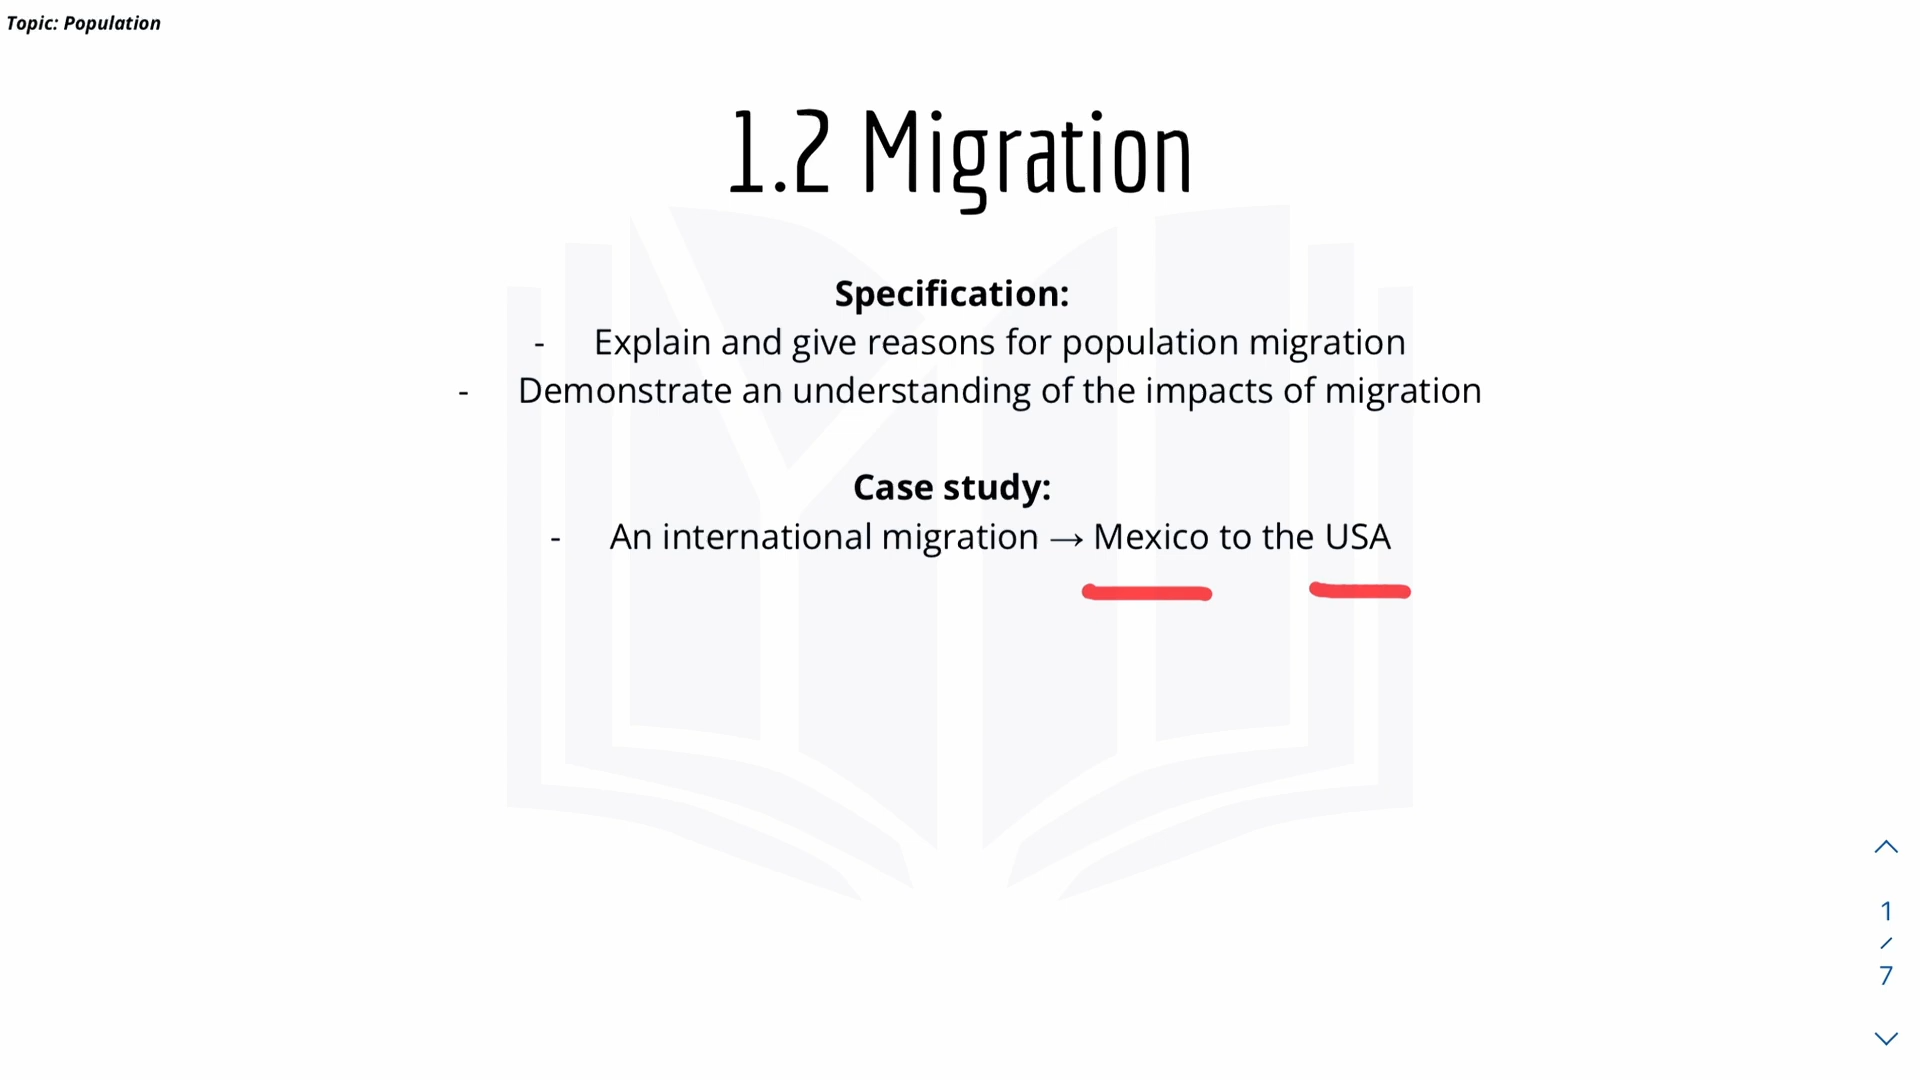 Topic: Population
1.2 Migration
Specification:
- Explain and give reasons for population migration
- Demonstrate an understanding of the impacts of migration
Case study:
- An international migration → Mexico to the USA
1
/
7